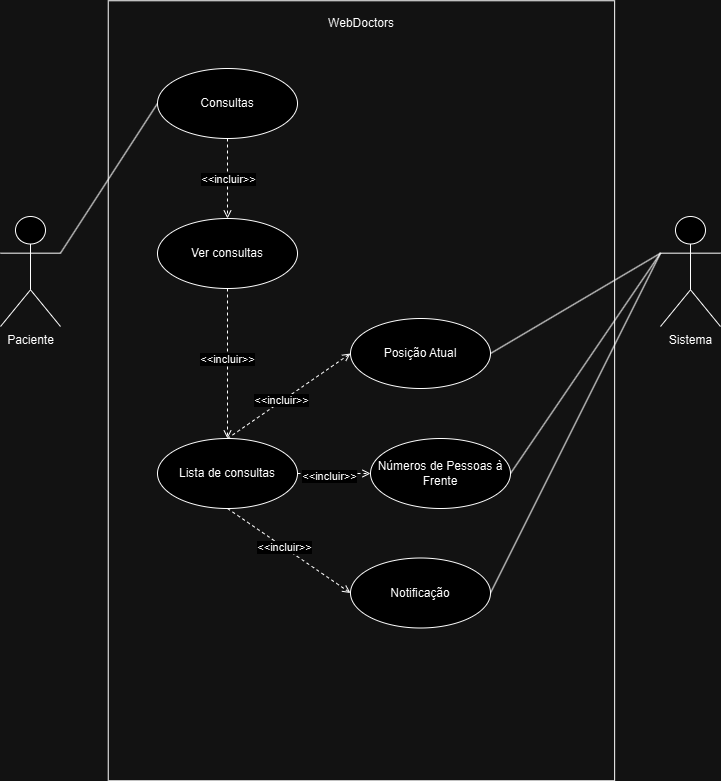 WebDoctors
Consultas
<<incluir>>
Ver consultas
Paciente
Sistema
<<incluir>>
Posição Atual
<<incluir>>
Lista de consultas
<<incluir>>
Números de Pessoas à
Frente
<<incluir>>
Notificação